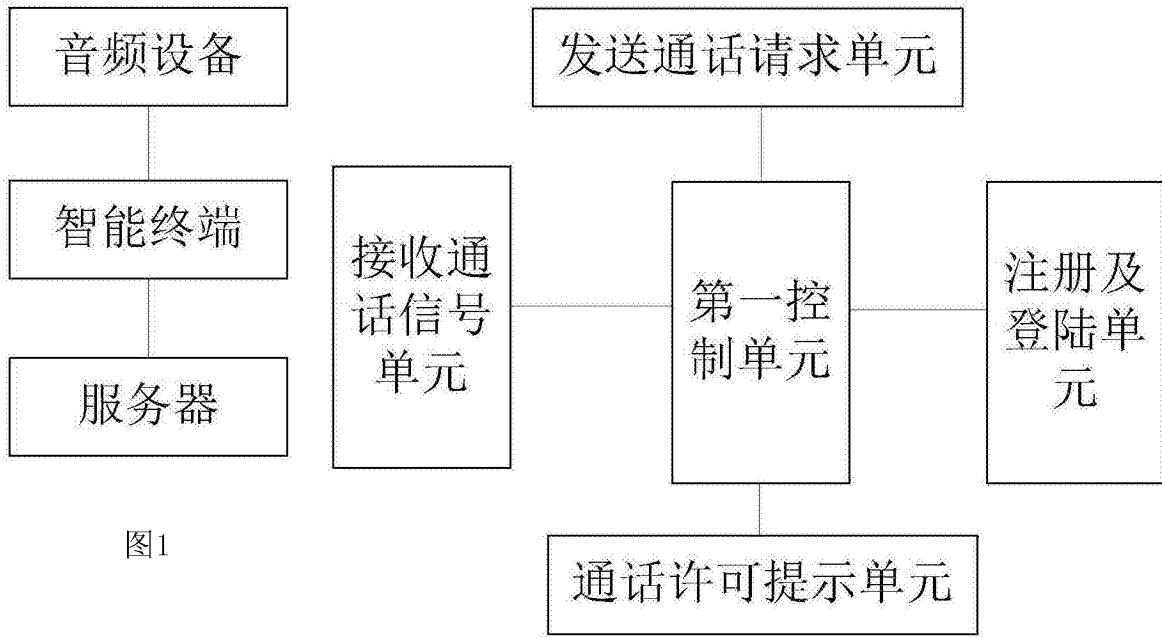 音频设备
智能终端
服务器
图1
发送通话请求单元
接收通
话信号
单元
第一控
制单元
注册及
登陆单
元
通话许可提示单元